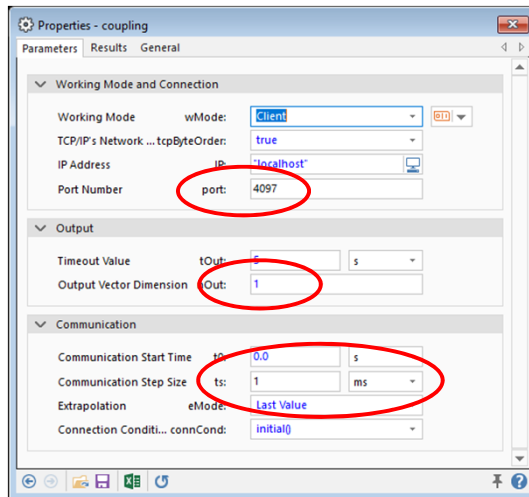 Properties - coupling
Parameters Results General
Working Mode and Connection
Working Mode wMode: Client
TCP/IP's Network ... tcpByteOrder: true
IP Address IP: "localhost"
Port Number port: 4097
Output
Timeout Value tOut: 5 s
Output Vector Dimension nOut: 1
Communication
Communication Start Time t0: 0.0 s
Communication Step Size ts: 1 ms
Extrapolation eMode: Last Value
Connection Conditi... connCond: initial()